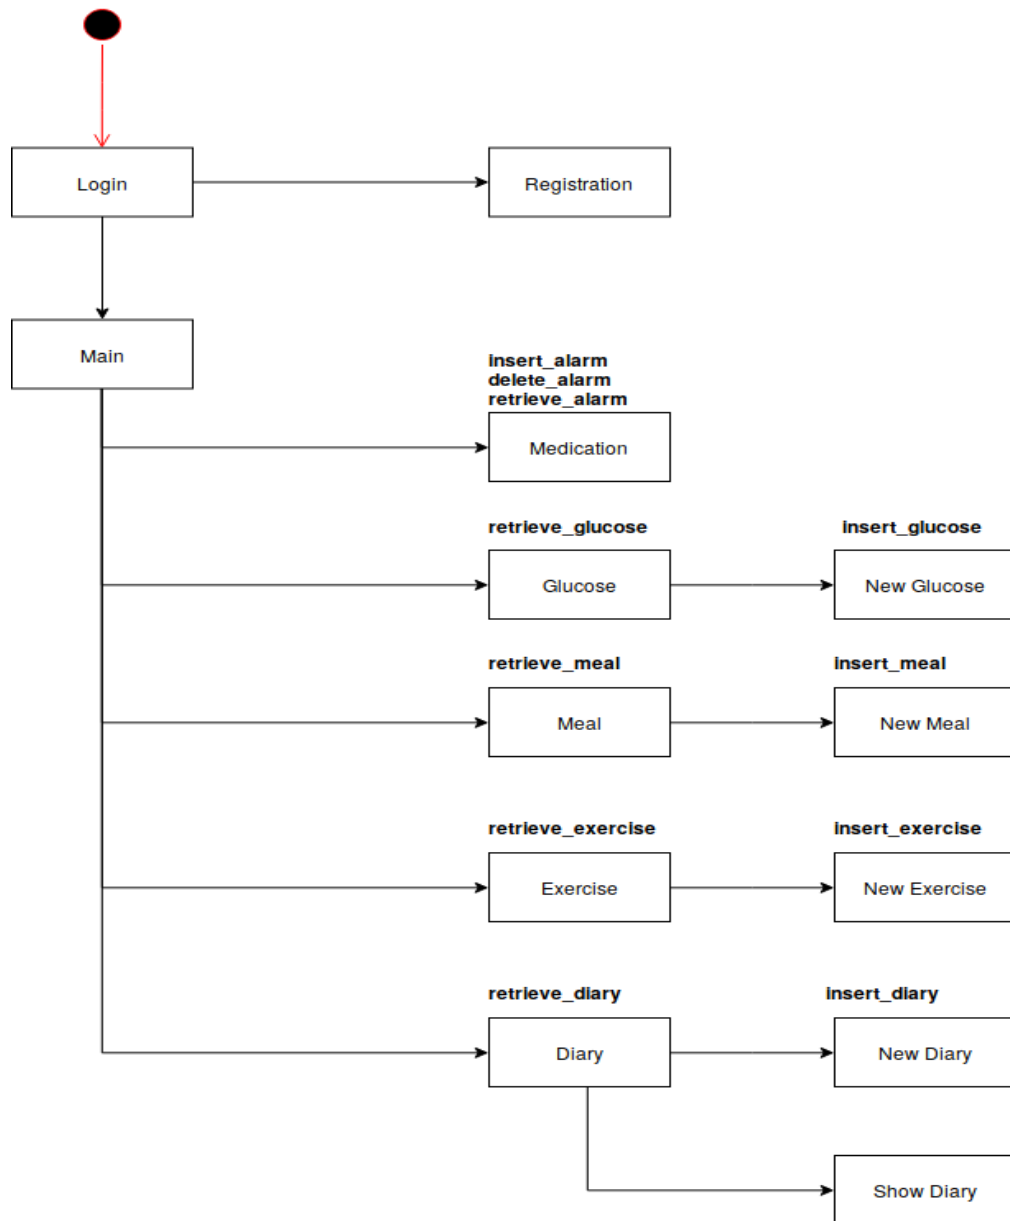 Login
Registration
Main
insert_alarm
delete_alarm
retrieve_alarm
Medication
retrieve_glucose
insert_glucose
Glucose
New Glucose
retrieve_meal
insert_meal
Meal
New Meal
retrieve_exercise
insert_exercise
Exercise
New Exercise
retrieve_diary
insert_diary
Diary
New Diary
Show Diary